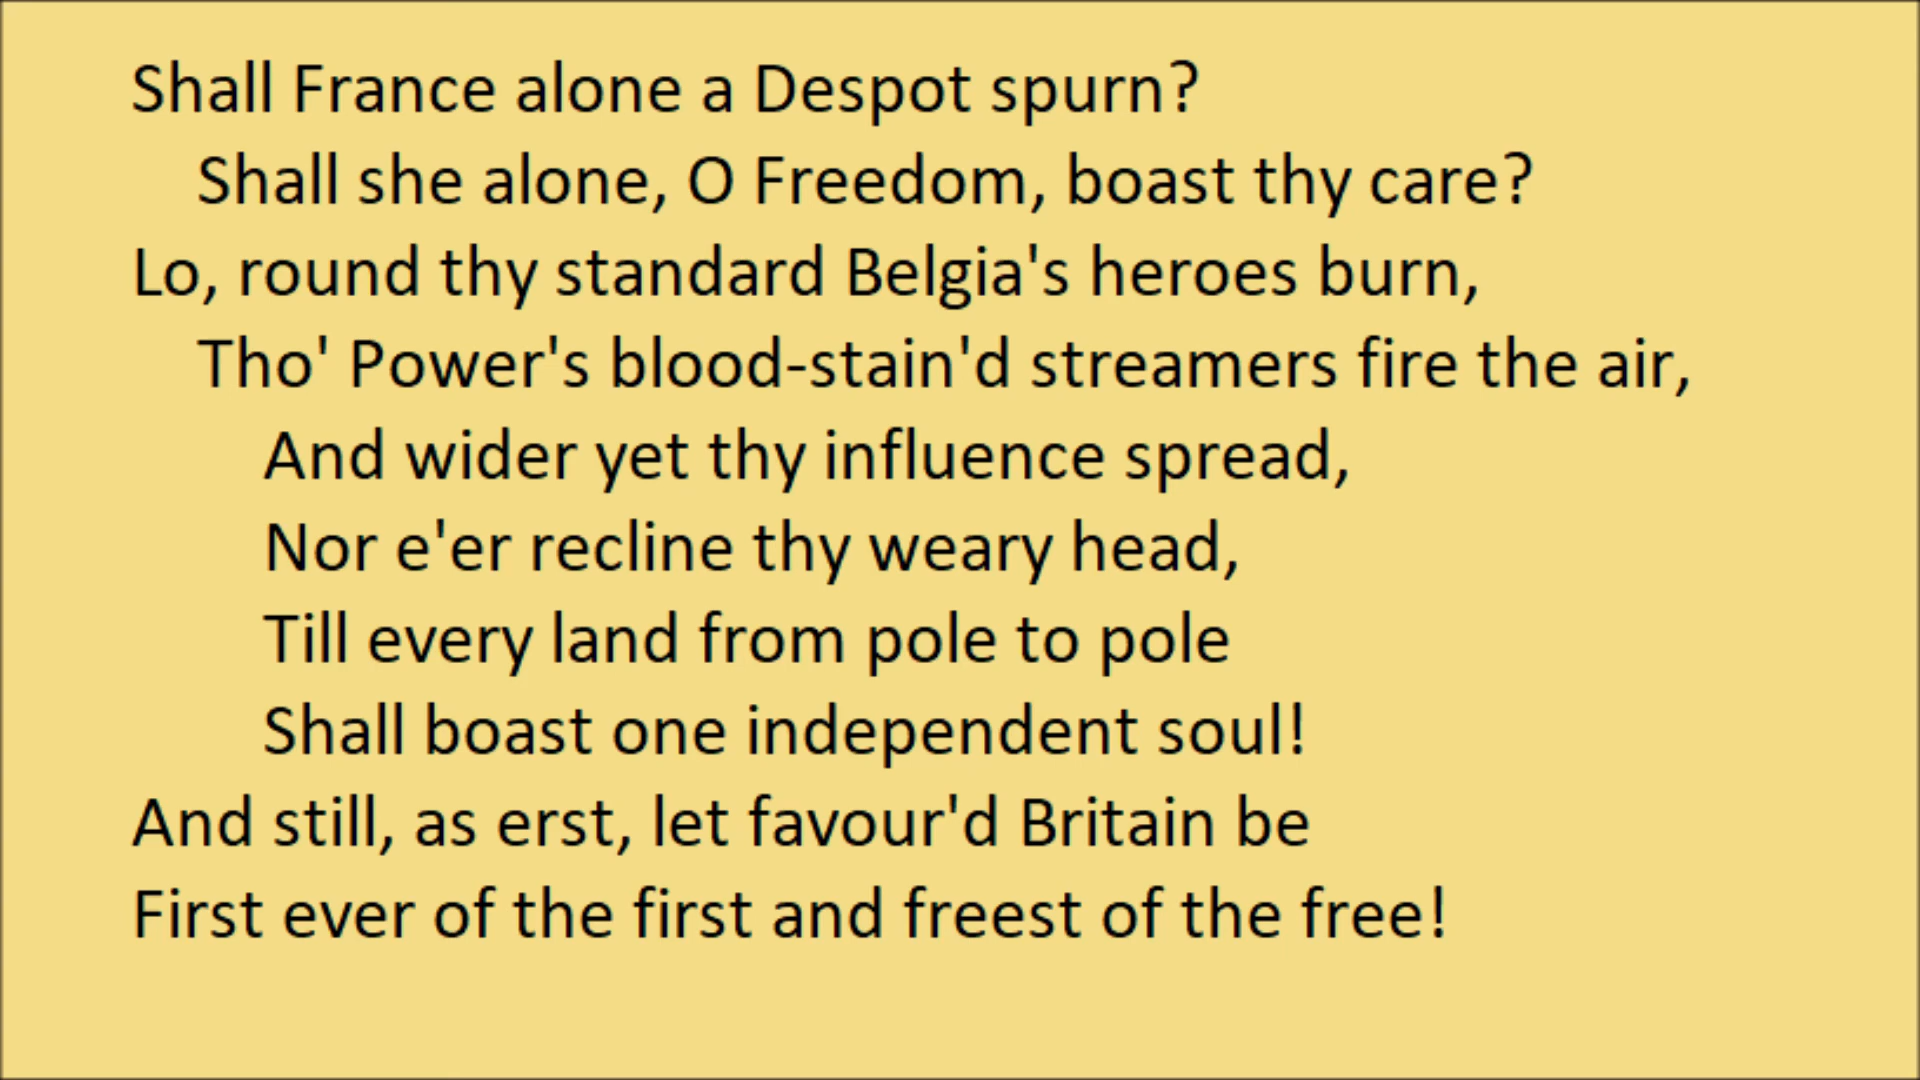 Shall France alone a Despot spurn?
Shall she alone, O Freedom, boast thy care?
Lo, round thy standard Belgia's heroes burn,
Tho' Power's blood-stain'd streamers fire the air,
And wider yet thy influence spread,
Nor e'er recline thy weary head,
Till every land from pole to pole
Shall boast one independent soul!
And still, as erst, let favour'd Britain be
First ever of the first and freest of the free!